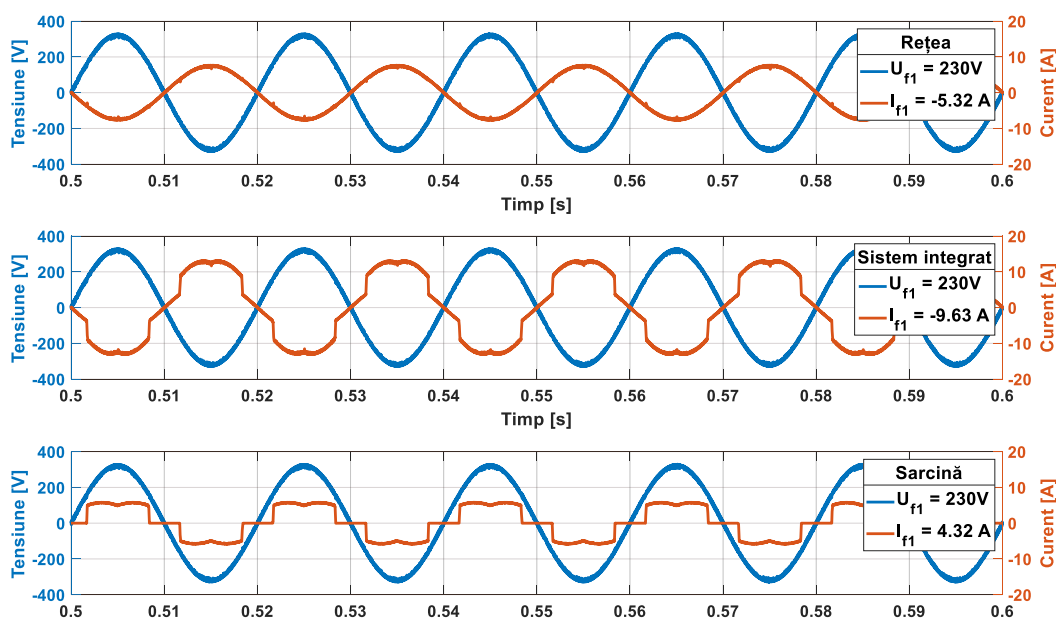 400
200
0
-200
-400
Tensiune [V]
20
10
0
-10
-20
Curent [A]
Rețea
U_f1 = 230V
I_f1 = -5.32 A
0.5 0.51 0.52 0.53 0.54 0.55 0.56 0.57 0.58 0.59 0.6
Timp [s]
400
200
0
-200
-400
Tensiune [V]
20
10
0
-10
-20
Curent [A]
Sistem integrat
U_f1 = 230V
I_f1 = -9.63 A
0.5 0.51 0.52 0.53 0.54 0.55 0.56 0.57 0.58 0.59 0.6
Timp [s]
400
200
0
-200
-400
Tensiune [V]
20
10
0
-10
-20
Curent [A]
Sarcină
U_f1 = 230V
I_f1 = 4.32 A
0.5 0.51 0.52 0.53 0.54 0.55 0.56 0.57 0.58 0.59 0.6